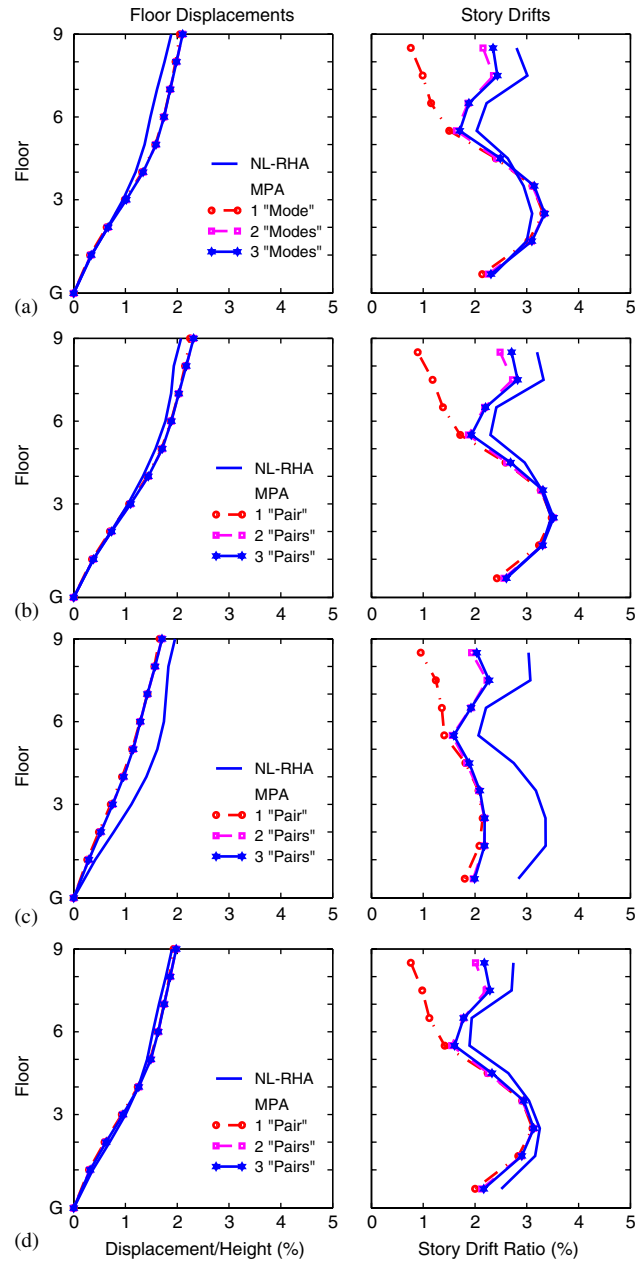 Floor Displacements
Story Drifts
(a)
Floor
9
6
3
G
NL-RHA
MPA
1 "Mode"
2 "Modes"
3 "Modes"
0 1 2 3 4 5
0 1 2 3 4 5
(b)
Floor
9
6
3
G
NL-RHA
MPA
1 "Pair"
2 "Pairs"
3 "Pairs"
0 1 2 3 4 5
0 1 2 3 4 5
(c)
Floor
9
6
3
G
NL-RHA
MPA
1 "Pair"
2 "Pairs"
3 "Pairs"
0 1 2 3 4 5
0 1 2 3 4 5
(d)
Floor
9
6
3
G
NL-RHA
MPA
1 "Pair"
2 "Pairs"
3 "Pairs"
0 1 2 3 4 5
0 1 2 3 4 5
Displacement/Height (%)
Story Drift Ratio (%)